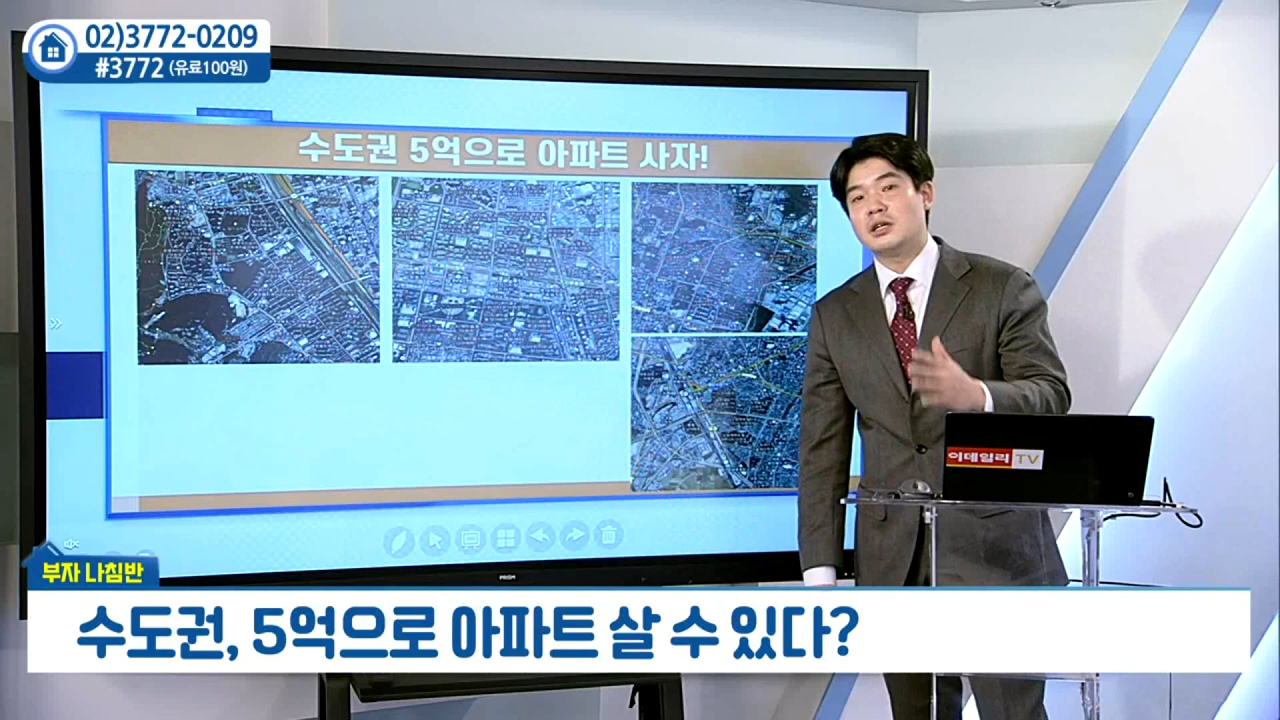 02)3772-0209
#3772 (유료100원)
수도권 5억으로 아파트 사자!
이데일리 TV
PRISM
부자 나침반
수도권, 5억으로 아파트 살 수 있다?